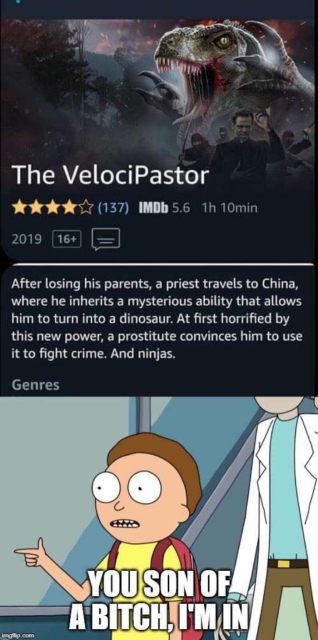 The VelociPastor
(137) IMDb 5.6 1h 10min
2019 16+
After losing his parents, a priest travels to China,
where he inherits a mysterious ability that allows
him to turn into a dinosaur. At first horrified by
this new power, a prostitute convinces him to use
it to fight crime. And ninjas.
Genres
YOU SON OF
A BITCH, I'M IN
imgflip.com